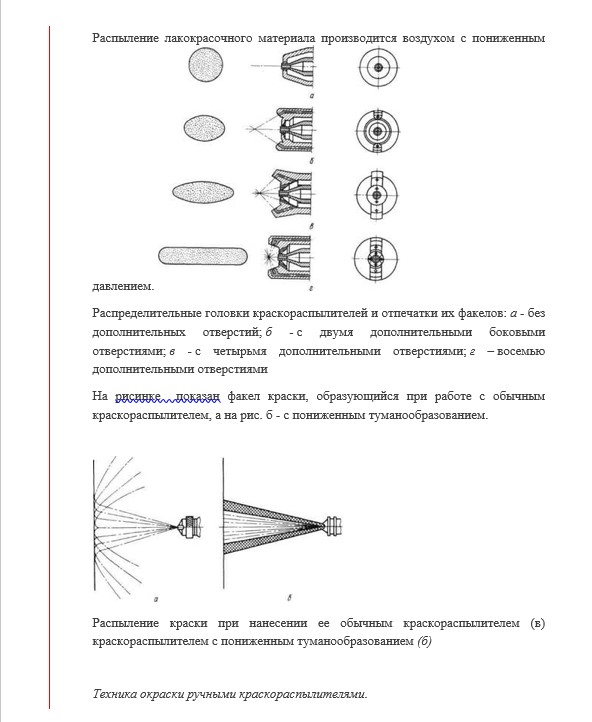 Распыление лакокрасочного материала производится воздухом с пониженным
а
б
в
г
давлением.
Распределительные головки краскораспылителей и отпечатки их факелов: а - без
дополнительных отверстий; б - с двумя дополнительными боковыми
отверстиями; в - с четырьмя дополнительными отверстиями; г – восемью
дополнительными отверстиями
На рисинке показан факел краски, образующийся при работе с обычным
краскораспылителем, а на рис. б - с пониженным туманообразованием.
а б
Распыление краски при нанесении ее обычным краскораспылителем (в)
краскораспылителем с пониженным туманообразованием (б)
Техника окраски ручными краскораспылителями.